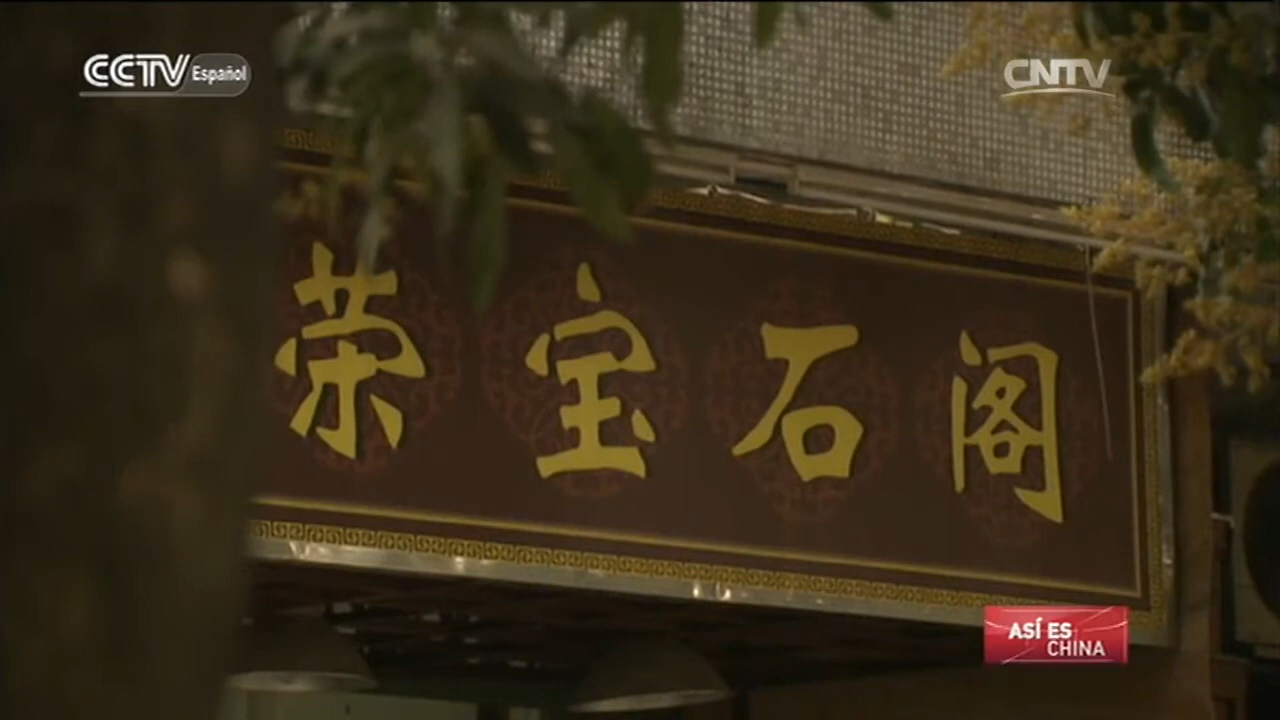 CCTV Español
CNTV
荣宝石阁
ASÍ ES
CHINA